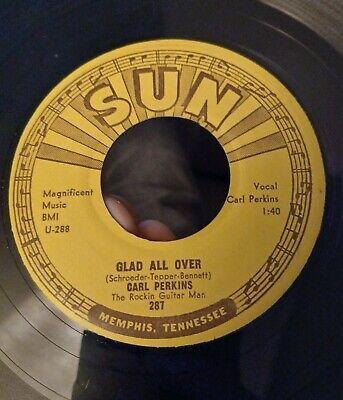 SUN
Magnificent
Music
BMI
U-288
Vocal
Carl Perkins
1:40
GLAD ALL OVER
(Schroeder-Tepper-Bennett)
CARL PERKINS
The Rockin Guitar Man
287
MEMPHIS, TENNESSEE